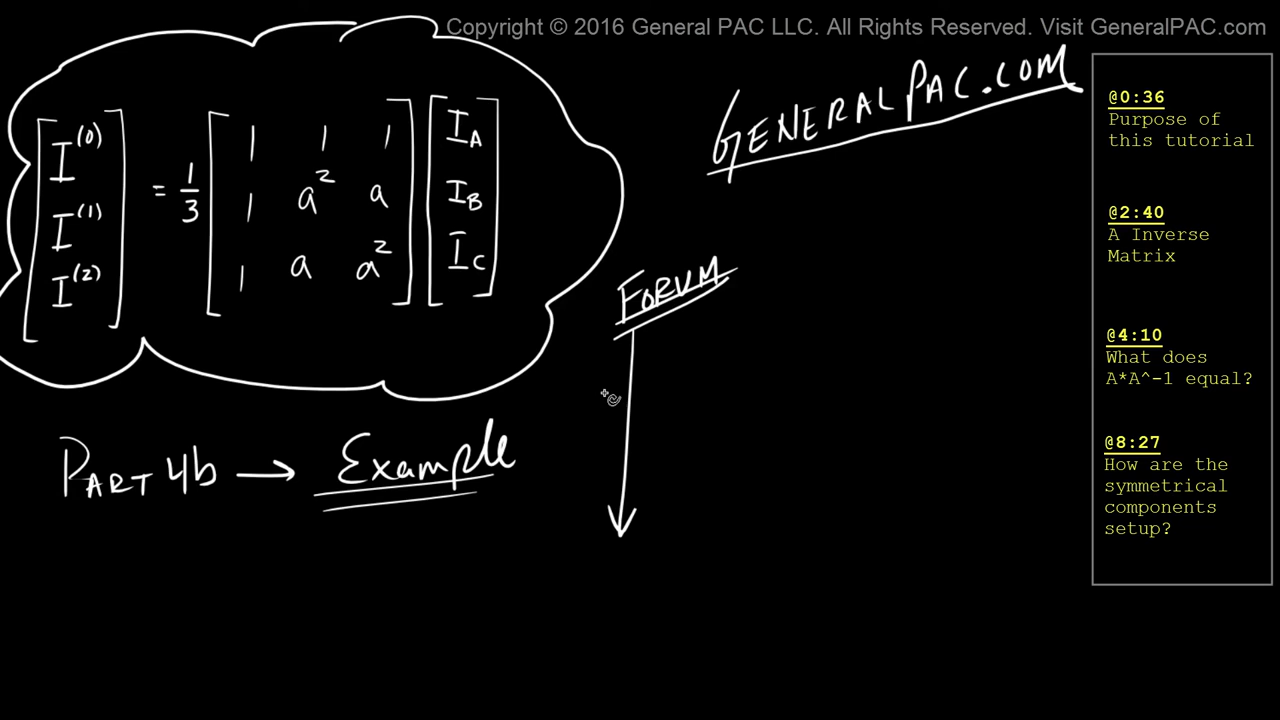 Copyright © 2016 General PAC LLC. All Rights Reserved. Visit GeneralPAC.com
GENERALPAC.COM
I(0) = 1/3 1 1 1 IA
I(1) 1 a² a IB
I(2) 1 a a² IC
FORUM
PART 4b → Example
@0:36
Purpose of
this tutorial
@2:40
A Inverse
Matrix
@4:10
What does
A*A^-1 equal?
@8:27
How are the
symmetrical
components
setup?